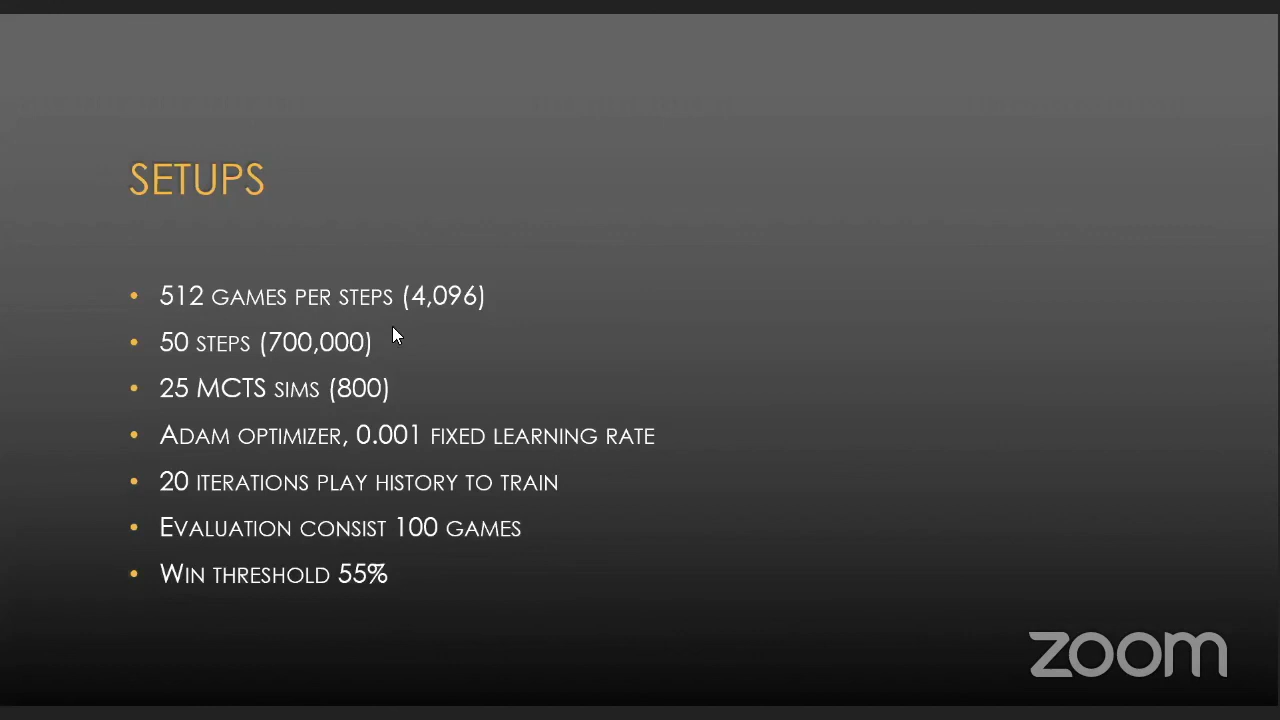 SETUPS
• 512 GAMES PER STEPS (4,096)
• 50 STEPS (700,000)
• 25 MCTS SIMS (800)
• ADAM OPTIMIZER, 0.001 FIXED LEARNING RATE
• 20 ITERATIONS PLAY HISTORY TO TRAIN
• EVALUATION CONSIST 100 GAMES
• WIN THRESHOLD 55%
zoom